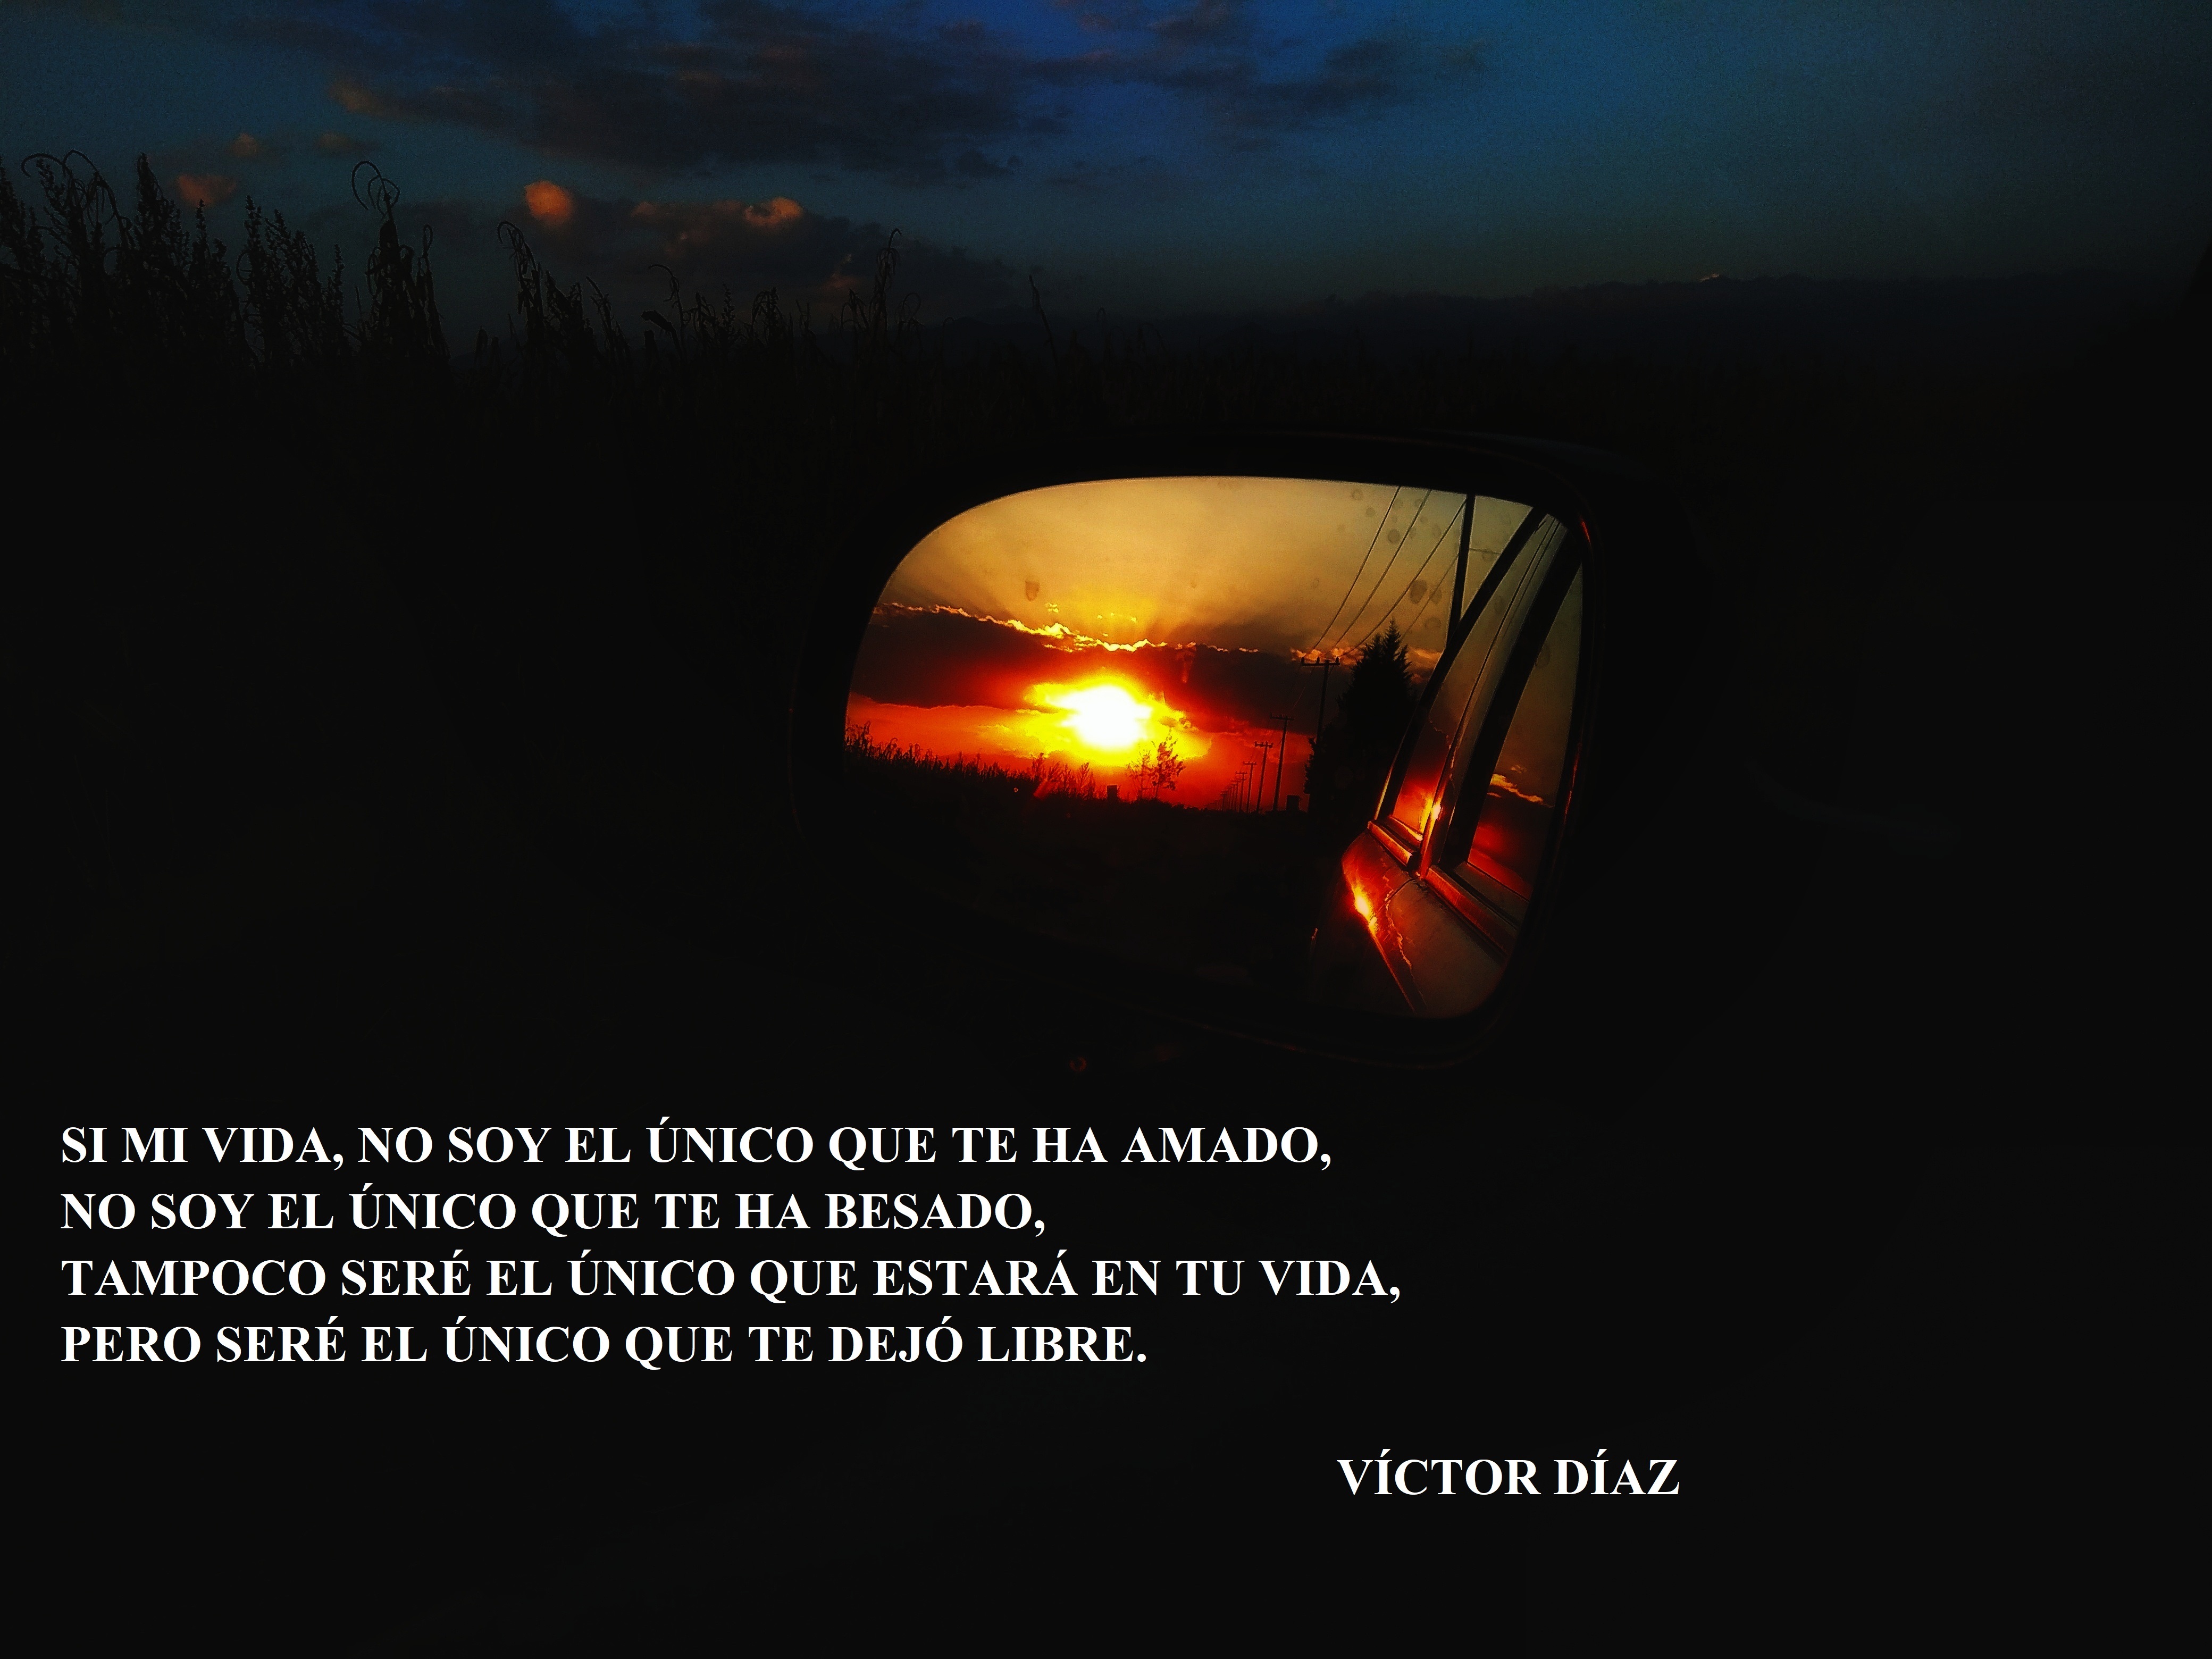 SI MI VIDA, NO SOY EL ÚNICO QUE TE HA AMADO,
NO SOY EL ÚNICO QUE TE HA BESADO,
TAMPOCO SERÉ EL ÚNICO QUE ESTARÁ EN TU VIDA,
PERO SERÉ EL ÚNICO QUE TE DEJÓ LIBRE.
VÍCTOR DÍAZ